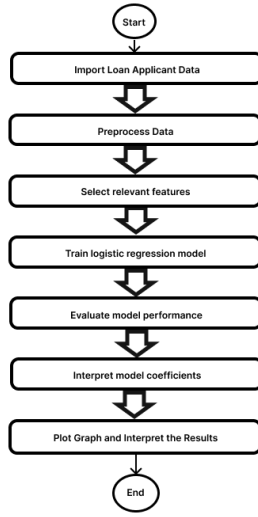 Start
Import Loan Applicant Data
Preprocess Data
Select relevant features
Train logistic regression model
Evaluate model performance
Interpret model coefficients
Plot Graph and Interpret the Results
End